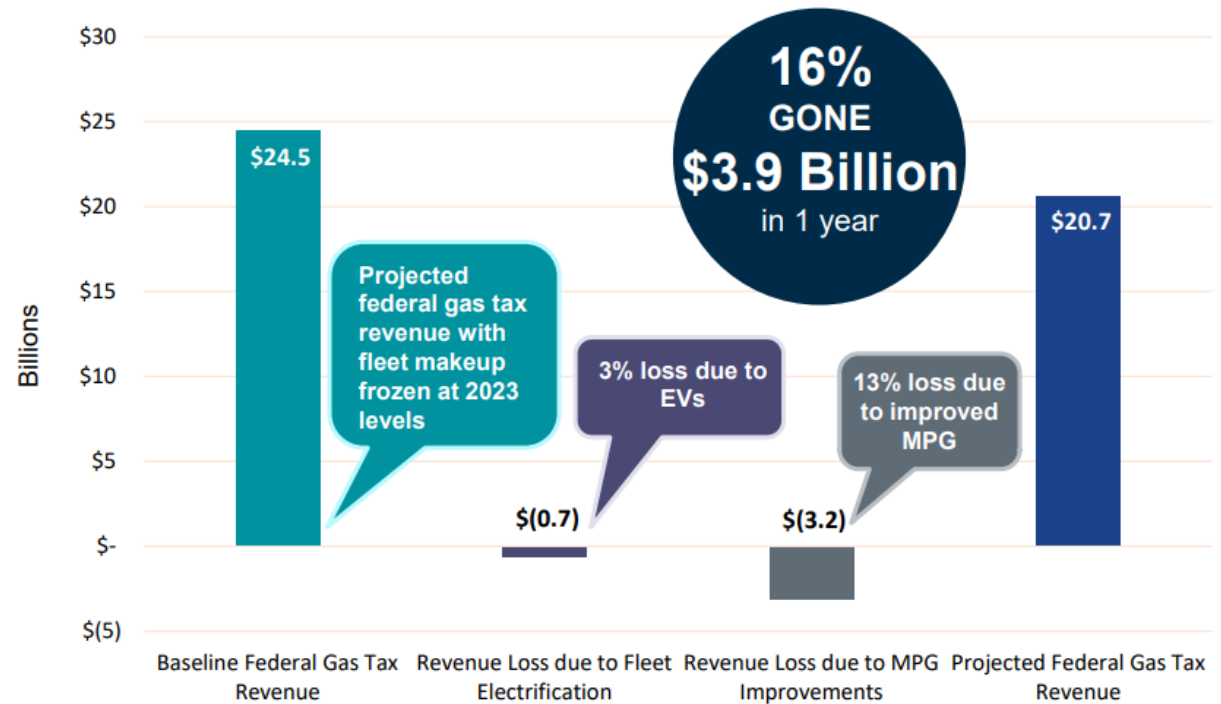 $30
$25
$20
$15
$10
$5
$-
$(5)
Billions
$24.5
Projected
federal gas tax
revenue with
fleet makeup
frozen at 2023
levels
$(0.7)
3% loss due to
EVs
$(3.2)
13% loss due
to improved
MPG
16%
GONE
$3.9 Billion
in 1 year
$20.7
Baseline Federal Gas Tax
Revenue
Revenue Loss due to Fleet
Electrification
Revenue Loss due to MPG
Improvements
Projected Federal Gas Tax
Revenue